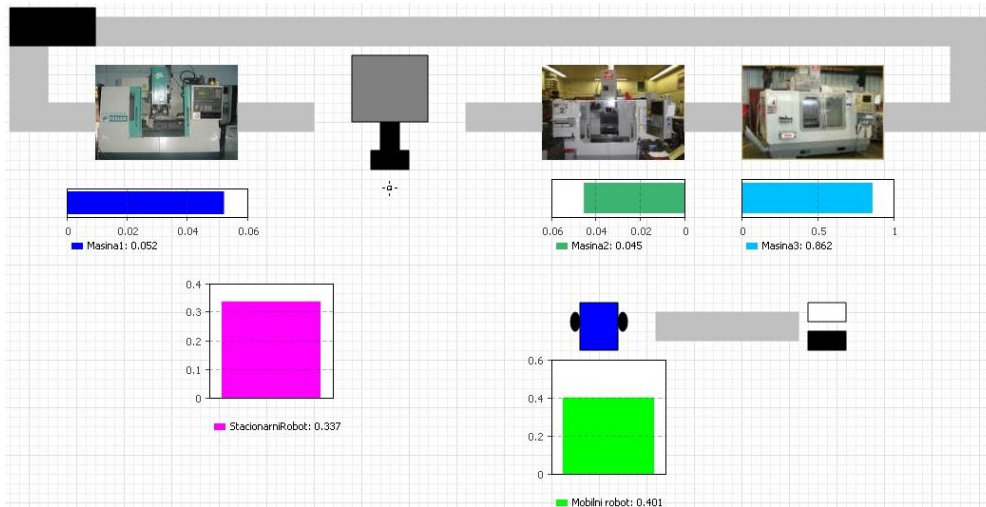 0 0.02 0.04 0.06
Masina1: 0.052
0.06 0.04 0.02 0
Masina2: 0.045
0 0.5 1
Masina3: 0.862
0.4
0.3
0.2
0.1
0
StacionarniRobot: 0.337
0.6
0.4
0.2
0
Mobilni robot: 0.401